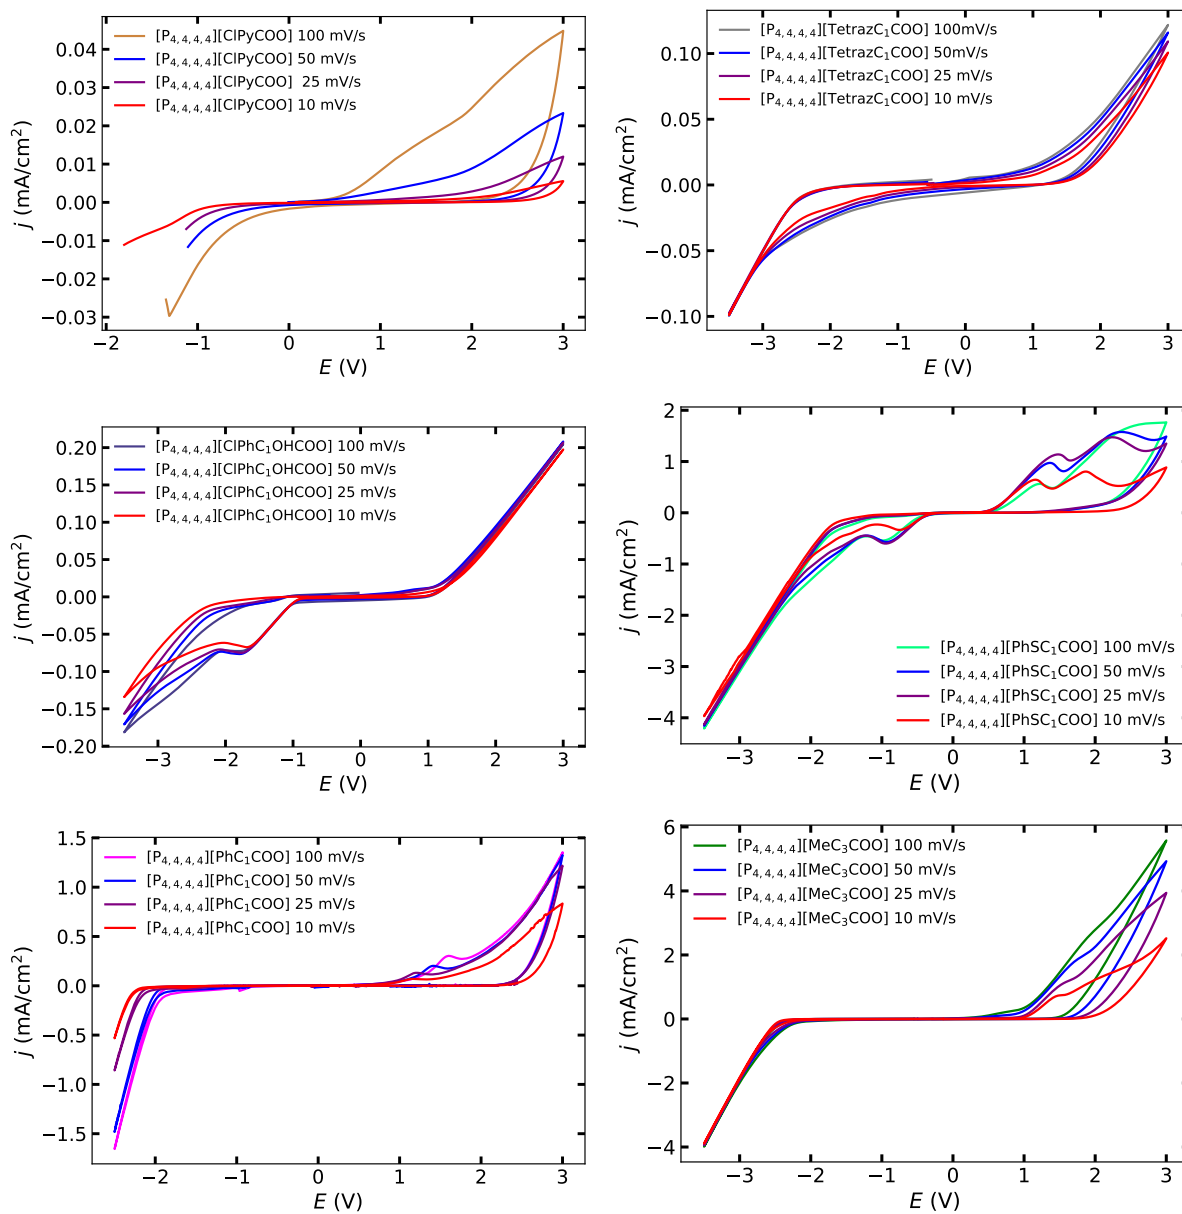 [P4,4,4,4][ClPyCOO] 100 mV/s
[P4,4,4,4][ClPyCOO] 50 mV/s
[P4,4,4,4][ClPyCOO]  25 mV/s
[P4,4,4,4][ClPyCOO] 10 mV/s
0.04
0.03
0.02
0.01
0.00
−0.01
−0.02
−0.03
j (mA/cm²)
−2 −1 0 1 2 3
E (V)
[P4,4,4,4][TetrazC1COO] 100mV/s
[P4,4,4,4][TetrazC1COO] 50mV/s
[P4,4,4,4][TetrazC1COO] 25 mV/s
[P4,4,4,4][TetrazC1COO] 10 mV/s
0.10
0.05
0.00
−0.05
−0.10
j (mA/cm²)
−3 −2 −1 0 1 2 3
E (V)
[P4,4,4,4][ClPhC1OHCOO] 100 mV/s
[P4,4,4,4][ClPhC1OHCOO] 50 mV/s
[P4,4,4,4][ClPhC1OHCOO] 25 mV/s
[P4,4,4,4][ClPhC1OHCOO] 10 mV/s
0.20
0.15
0.10
0.05
0.00
−0.05
−0.10
−0.15
−0.20
j (mA/cm²)
−3 −2 −1 0 1 2 3
E (V)
2
1
0
−1
−2
−3
−4
j (mA/cm²)
[P4,4,4,4][PhSC1COO] 100 mV/s
[P4,4,4,4][PhSC1COO] 50 mV/s
[P4,4,4,4][PhSC1COO] 25 mV/s
[P4,4,4,4][PhSC1COO] 10 mV/s
−3 −2 −1 0 1 2 3
E (V)
[P4,4,4,4][PhC1COO] 100 mV/s
[P4,4,4,4][PhC1COO] 50 mV/s
[P4,4,4,4][PhC1COO] 25 mV/s
[P4,4,4,4][PhC1COO] 10 mV/s
1.5
1.0
0.5
0.0
−0.5
−1.0
−1.5
j (mA/cm²)
−2 −1 0 1 2 3
E (V)
[P4,4,4,4][MeC3COO] 100 mV/s
[P4,4,4,4][MeC3COO] 50 mV/s
[P4,4,4,4][MeC3COO] 25 mV/s
[P4,4,4,4][MeC3COO] 10 mV/s
6
4
2
0
−2
−4
j (mA/cm²)
−3 −2 −1 0 1 2 3
E (V)